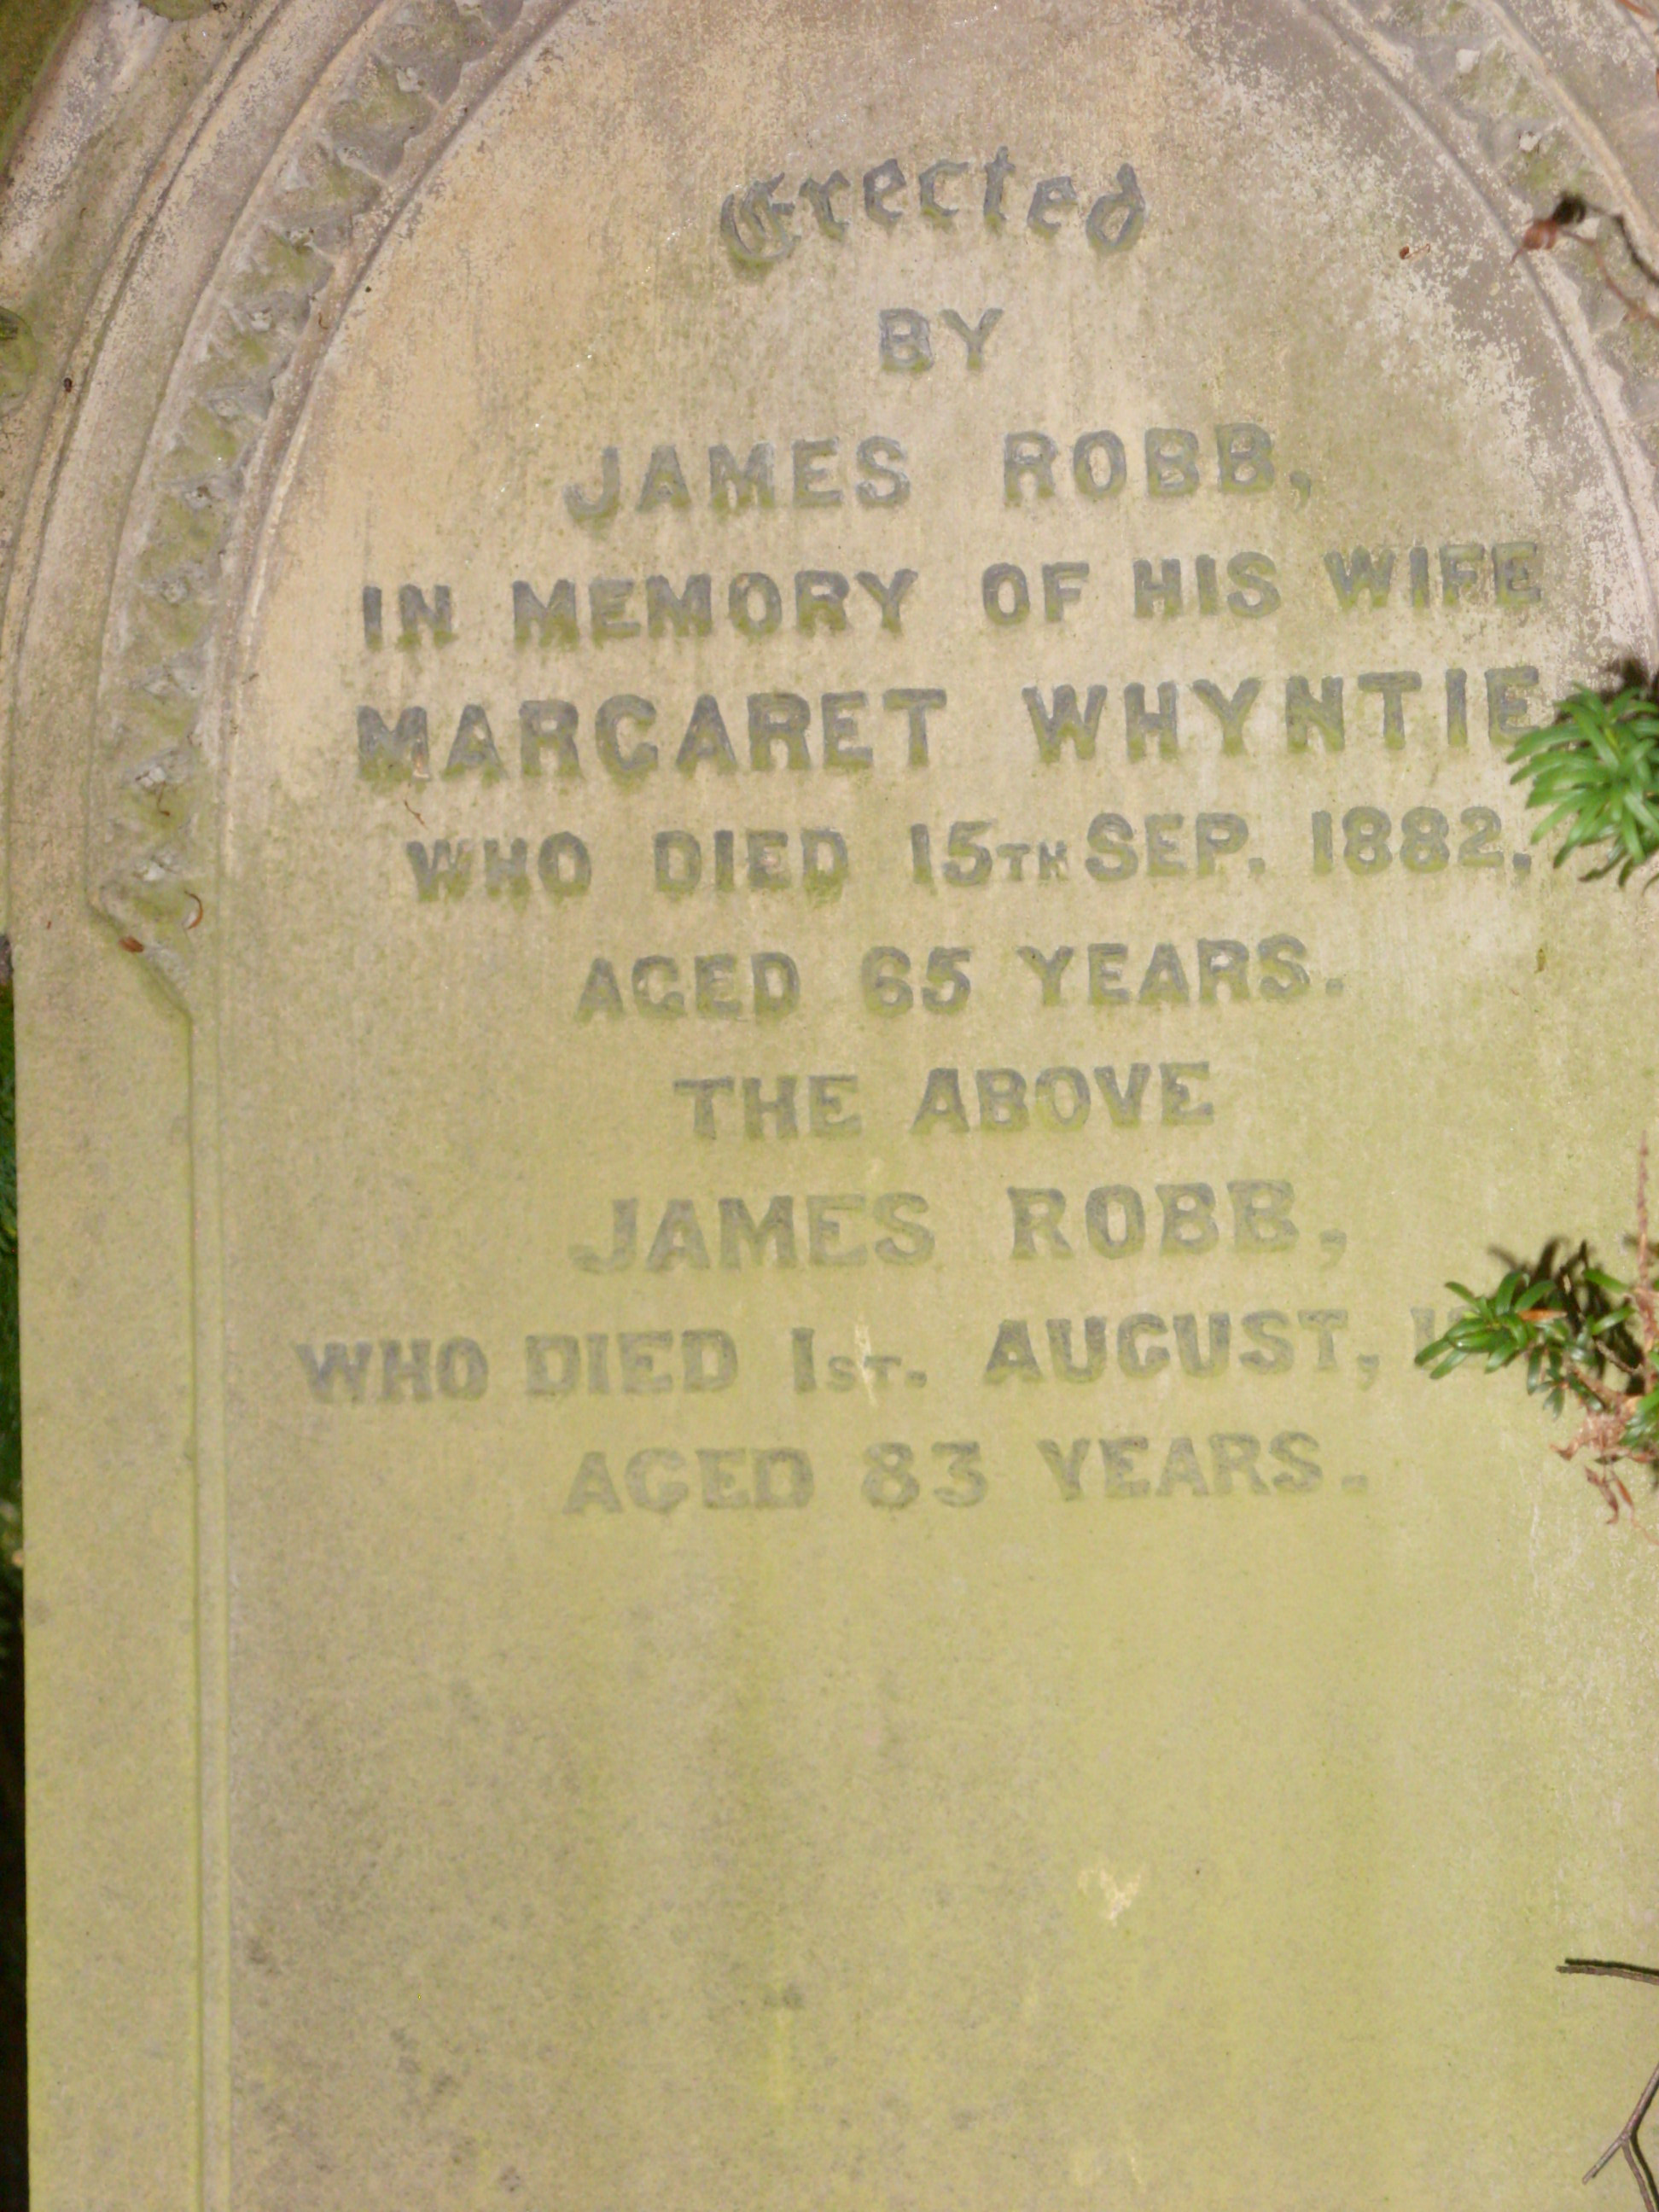 Erected
BY
JAMES ROBB,
IN MEMORY OF HIS WIFE
MARGARET WHYNTIE
WHO DIED 15TH SEP. 1882,
AGED 65 YEARS.
THE ABOVE
JAMES ROBB,
WHO DIED 1ST. AUGUST,
AGED 83 YEARS.